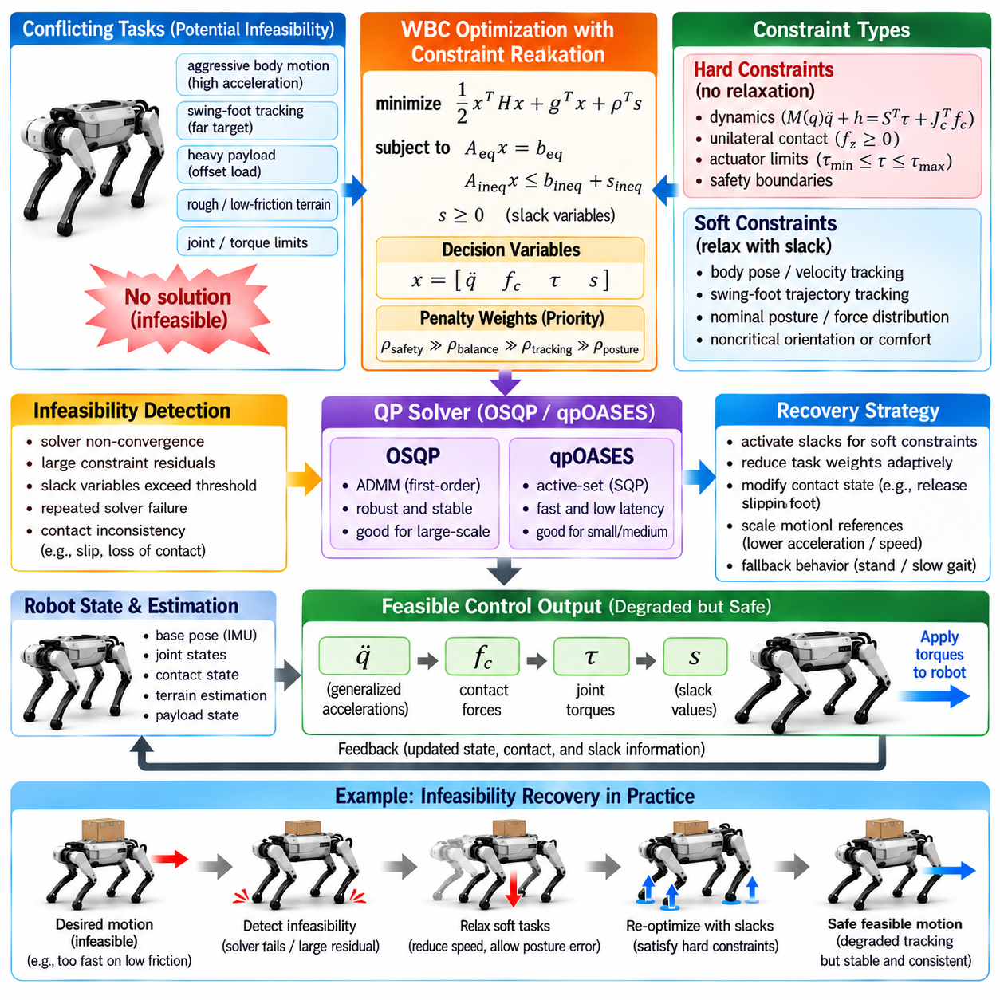 Conflicting Tasks (Potential Infeasibility)
aggressive body motion
(high acceleration)
swing-foot tracking
(far target)
heavy payload
(offset load)
rough / low-friction terrain
joint / torque limits
No solution
(infeasible)
WBC Optimization with
Constraint Reakation
minimize ½ xᵀHx + gᵀx + ρᵀs
subject to A_eq x = b_eq
A_ineq x ≤ b_ineq + s_ineq
s ≥ 0 (slack variables)
Decision Variables
x = [ q̈ f_c τ s ]
Penalty Weights (Priority)
ρ_safety ≫ ρ_balance ≫ ρ_tracking ≫ ρ_posture
Constraint Types
Hard Constraints
(no relaxation)
• dynamics (M(q)q̈ + h = Sᵀτ + J_cᵀf_c)
• unilateral contact (f_z ≥ 0)
• actuator limits (τ_min ≤ τ ≤ τ_max)
• safety boundaries
Soft Constraints
(relax with slack)
• body pose / velocity tracking
• swing-foot trajectory tracking
• nominal posture / force distribution
• noncritical orientation or comfort
Infeasibility Detection
• solver non-convergence
• large constraint residuals
• slack variables exceed threshold
• repeated solver failure
• contact inconsistency
(e.g., slip, loss of contact)
QP Solver (OSQP / qpOASES)
OSQP
• ADMM (first-order)
• robust and stable
• good for large-scale
qpOASES
• active-set (SQP)
• fast and low latency
• good for small/medium
Recovery Strategy
• activate slacks for soft constraints
• reduce task weights adaptively
• modify contact state (e.g., release
slippin foot)
• scale motionl references
(lower acceleration / speed)
• fallback behavior (stand / slow gait)
Robot State & Estimation
• base pose (IMU)
• joint states
• contact state
• terrain estimation
• payload state
Feasible Control Output (Degraded but Safe)
q̈
(generalized
accelerations)
f_c
contact
forces
τ
joint
torques
s
(slack
values)
Apply
torques
to robot
Feedback (updated state, contact, and slack information)
Example: Infeasibility Recovery in Practice
Desired motion
(infeasible)
(e.g., too fast on low friction)
Detect infeasibility
(solver fails / large residual)
Relax soft tasks
(reduce speed, allow posture error)
Re-optimize with slacks
(satisfy hard constraints)
Safe feasible motion
(degraded tracking
but stable and consistent)